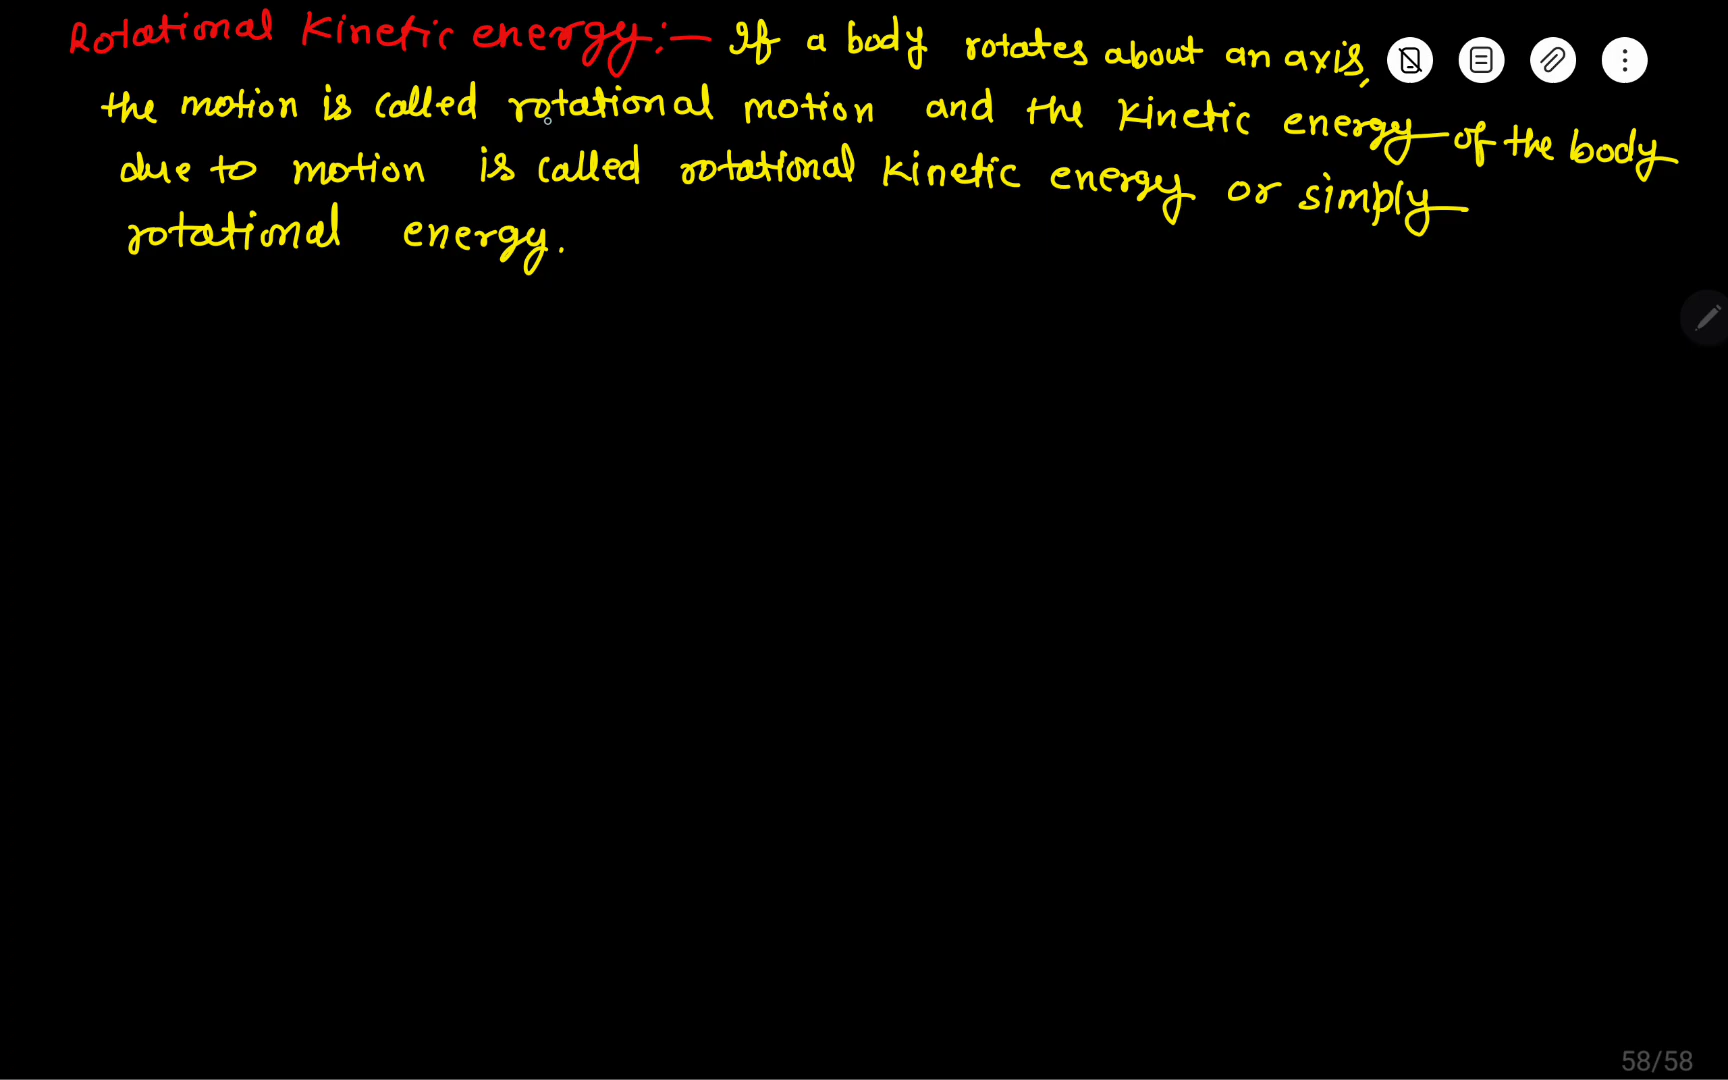 Rotational Kinetic energy:— If a body rotates about an axis,
the motion is called rotational motion and the Kinetic energy of the body
due to motion is called rotational Kinetic energy or simply
rotational energy.
58/58